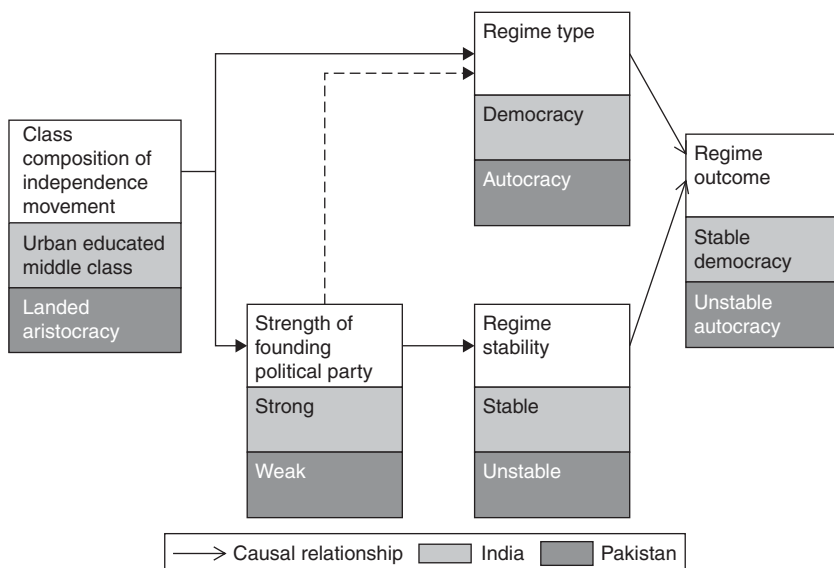 Class
composition of
independence
movement
Urban educated
middle class
Landed
aristocracy
Strength of
founding
political party
Strong
Weak
Regime type
Democracy
Autocracy
Regime
stability
Stable
Unstable
Regime
outcome
Stable
democracy
Unstable
autocracy
Causal relationship
India
Pakistan